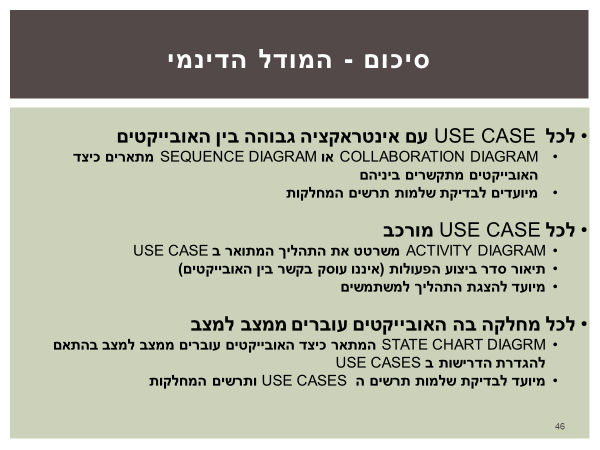 סיכום - המודל הדינמי
• לכל USE CASE עם אינטראקציה גבוהה בין האובייקטים
• COLLABORATION DIAGRAM או SEQUENCE DIAGRAM מתארים כיצד
האובייקטים מתקשרים ביניהם
• מיועדים לבדיקת שלמות תרשים המחלקות
• לכל USE CASE מורכב
• ACTIVITY DIAGRAM משרטט את התהליך המתואר ב USE CASE
• תיאור סדר ביצוע הפעולות (איננו עוסק בקשר בין האובייקטים)
• מיועד להצגת התהליך למשתמשים
• לכל מחלקה בה האובייקטים עוברים ממצב למצב
• STATE CHART DIAGRM המתאר כיצד האובייקטים עוברים ממצב למצב בהתאם
להגדרת הדרישות ב USE CASES
• מיועד לבדיקת שלמות תרשים ה USE CASES ותרשים המחלקות
46